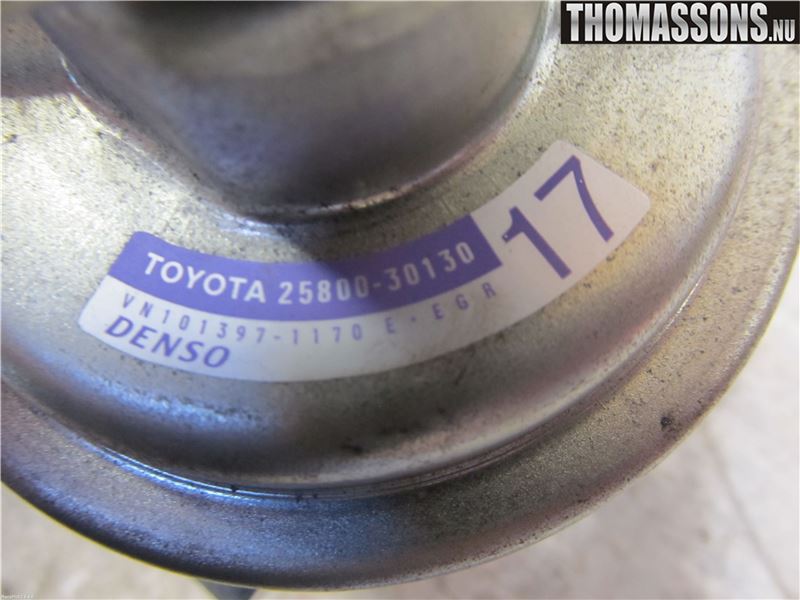 THOMASSONS.NU
17
TOYOTA 25800-30130
VN101397-1170 E-EGR
DENSO